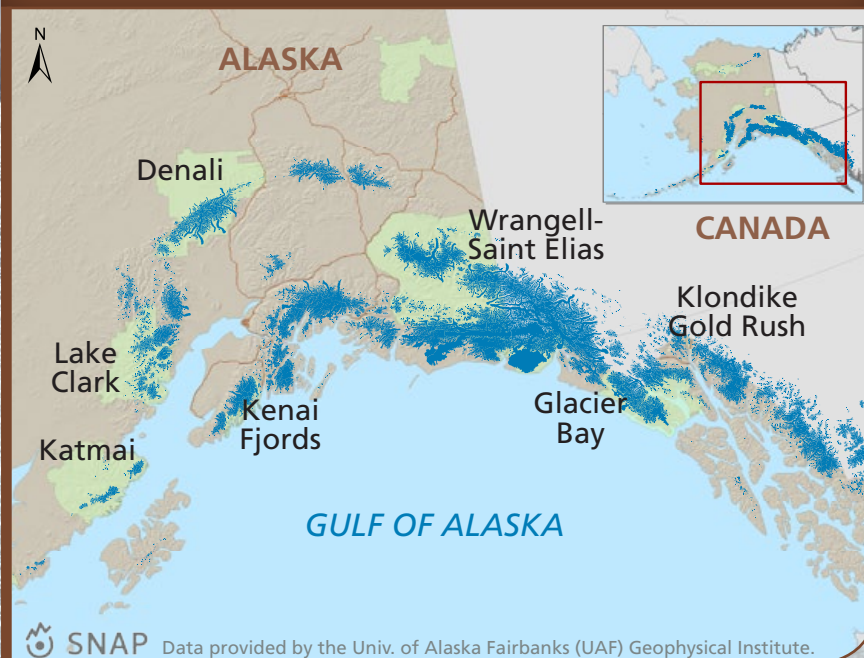 N
ALASKA
Denali
Wrangell-
Saint Elias
CANADA
Klondike
Gold Rush
Lake
Clark
Kenai
Fjords
Glacier
Bay
Katmai
GULF OF ALASKA
SNAP Data provided by the Univ. of Alaska Fairbanks (UAF) Geophysical Institute.